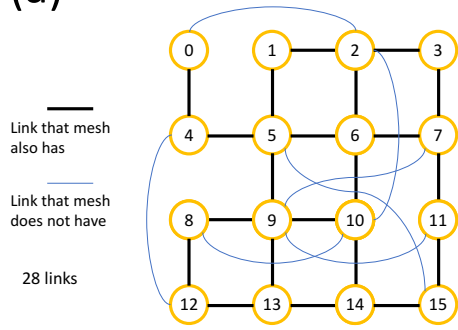 (d)
0 1 2 3
Link that mesh
also has
4 5 6 7
Link that mesh
does not have
8 9 10 11
28 links
12 13 14 15